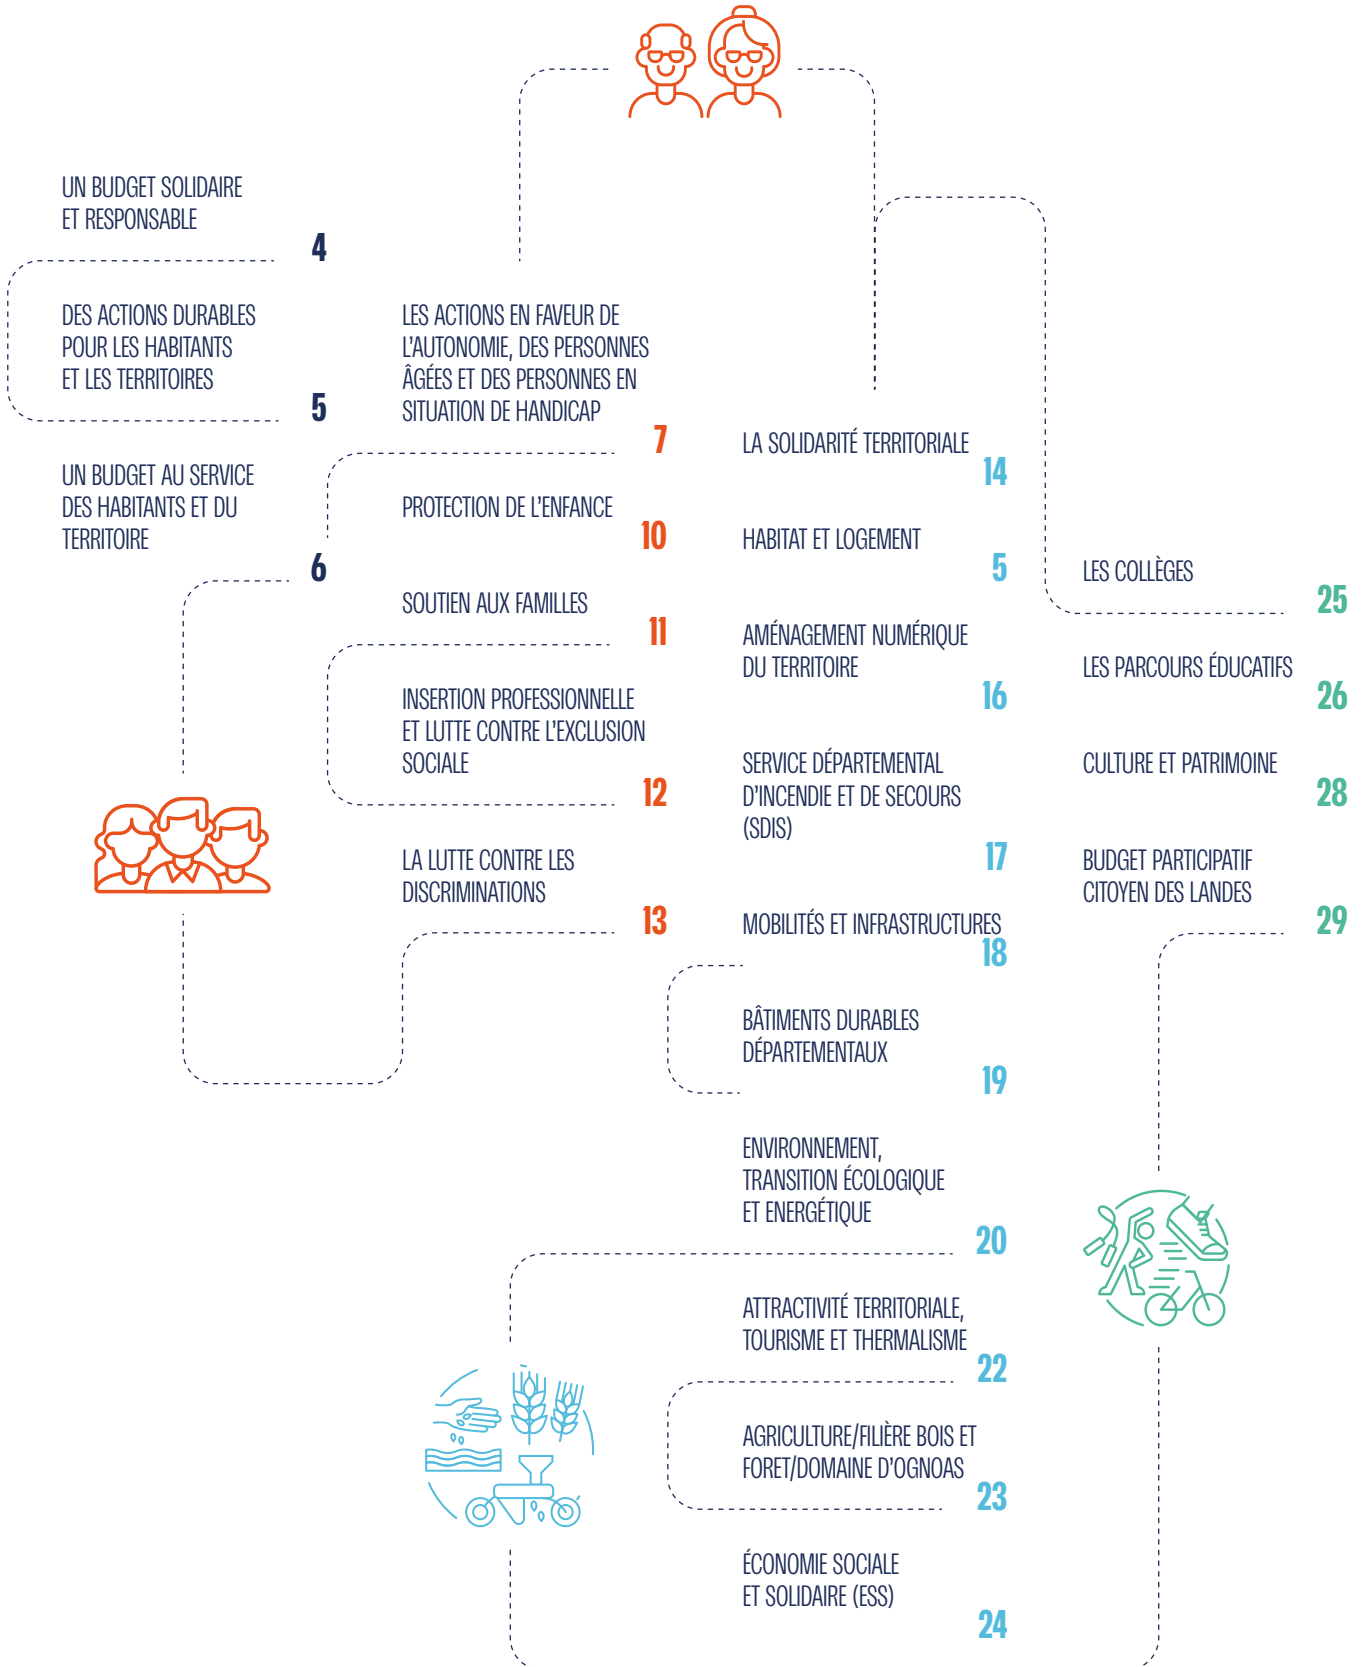 UN BUDGET SOLIDAIRE
ET RESPONSABLE
4
DES ACTIONS DURABLES
POUR LES HABITANTS
ET LES TERRITOIRES
5
UN BUDGET AU SERVICE
DES HABITANTS ET DU
TERRITOIRE
6
LES ACTIONS EN FAVEUR DE
L’AUTONOMIE, DES PERSONNES
ÂGÉES ET DES PERSONNES EN
SITUATION DE HANDICAP
7
PROTECTION DE L’ENFANCE
10
SOUTIEN AUX FAMILLES
11
INSERTION PROFESSIONNELLE
ET LUTTE CONTRE L’EXCLUSION
SOCIALE
12
LA LUTTE CONTRE LES
DISCRIMINATIONS
13
LA SOLIDARITÉ TERRITORIALE
14
HABITAT ET LOGEMENT
5
AMÉNAGEMENT NUMÉRIQUE
DU TERRITOIRE
16
SERVICE DÉPARTEMENTAL
D’INCENDIE ET DE SECOURS
(SDIS)
17
MOBILITÉS ET INFRASTRUCTURES
18
BÂTIMENTS DURABLES
DÉPARTEMENTAUX
19
ENVIRONNEMENT,
TRANSITION ÉCOLOGIQUE
ET ENERGÉTIQUE
20
ATTRACTIVITÉ TERRITORIALE,
TOURISME ET THERMALISME
22
AGRICULTURE/FILIÈRE BOIS ET
FORET/DOMAINE D’OGNOAS
23
ÉCONOMIE SOCIALE
ET SOLIDAIRE (ESS)
24
LES COLLÈGES
25
LES PARCOURS ÉDUCATIFS
26
CULTURE ET PATRIMOINE
28
BUDGET PARTICIPATIF
CITOYEN DES LANDES
29